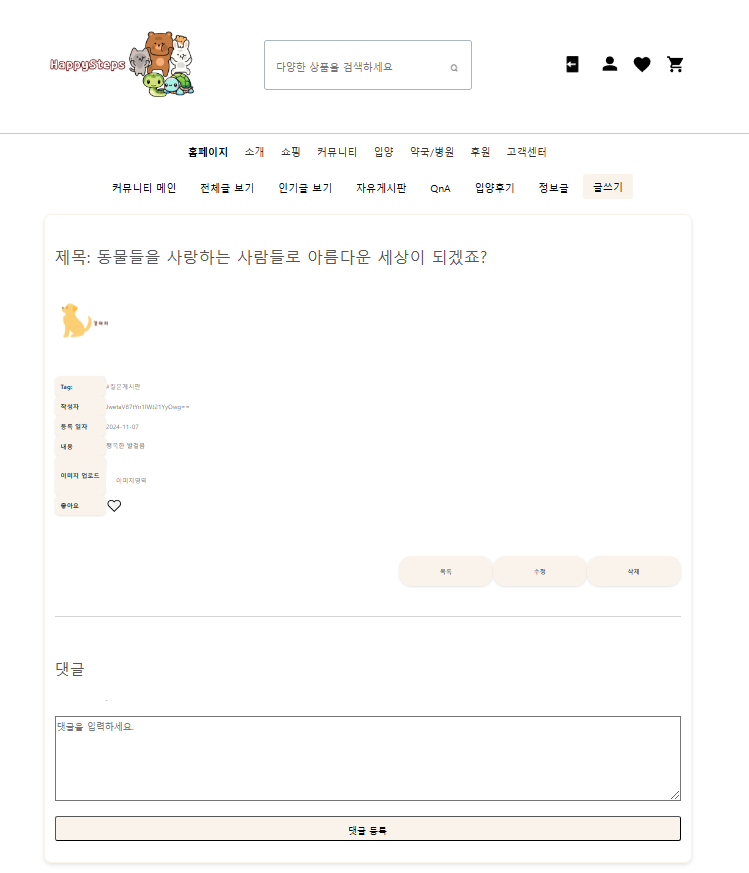 HappySteps
다양한 상품을 검색하세요
홈페이지 소개 쇼핑 커뮤니티 입양 약국/병원 후원 고객센터
커뮤니티 메인 전체글 보기 인기글 보기 자유게시판 QnA 입양후기 정보글 글쓰기
제목: 동물들을 사랑하는 사람들로 아름다운 세상이 되겠죠?
Tag: #질문게시판
작성자
등록 일자 2024-11-07
내용 행복한 발걸음
이미지 업로드 이미지영역
좋아요
목록 수정 삭제
댓글
댓글을 입력하세요.
댓글 등록